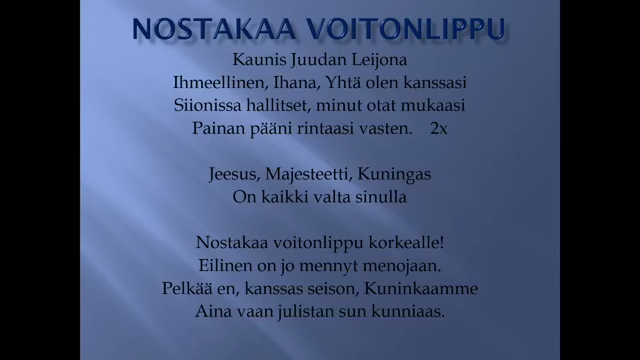 NOSTAKAA VOITONLIPPU
Kaunis Juudan Leijona
Ihmeellinen, Ihana, Yhtä olen kanssasi
Siionissa hallitset, minut otat mukaasi
Painan pääni rintaasi vasten. 2x
Jeesus, Majesteetti, Kuningas
On kaikki valta sinulla
Nostakaa voitonlippu korkealle!
Eilinen on jo mennyt menojaan.
Pelkää en, kanssas seison, Kuninkaamme
Aina vaan julistan sun kunniaas.